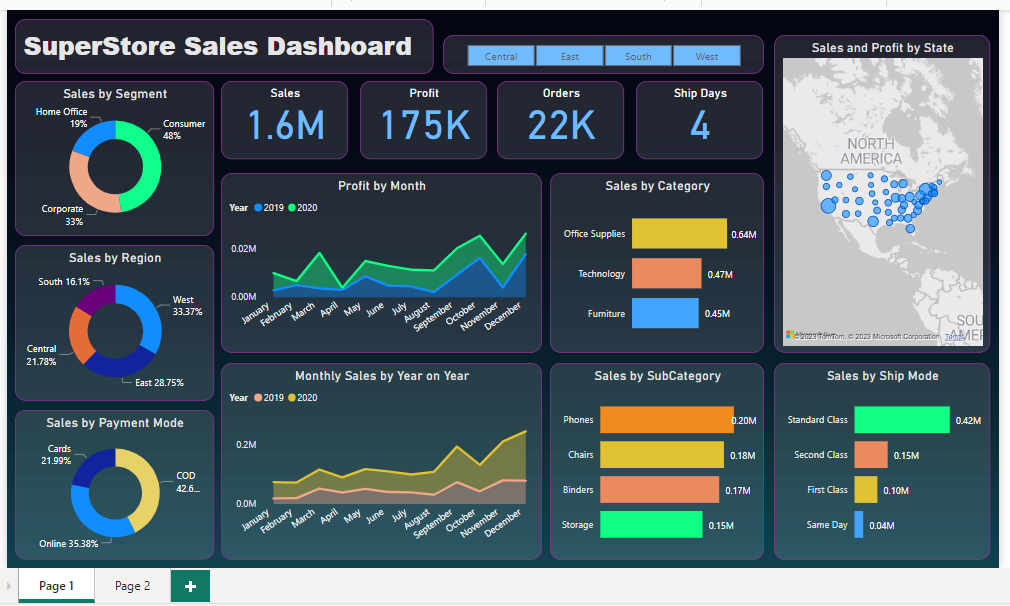 SuperStore Sales Dashboard
Central
East
South
West
Sales by Segment
Home Office
19%
Consumer
48%
Corporate
33%
Sales
1.6M
Profit
175K
Orders
22K
Ship Days
4
Sales and Profit by State
NORTH
AMERICA
SOU
AMER
© 2023 TomTom, © 2023 Microsoft Corporation
Terms
Sales by Region
South 16.1%
West
33.37%
Central
21.78%
East 28.75%
Profit by Month
Year
2019
2020
0.02M
0.00M
January
February
March
April
May
June
July
August
September
October
November
December
Sales by Category
Office Supplies
0.64M
Technology
0.47M
Furniture
0.45M
Sales by Payment Mode
Cards
21.99%
COD
42.6...
Online 35.38%
Monthly Sales by Year on Year
Year
2019
2020
0.2M
0.0M
January
February
March
April
May
June
July
August
September
October
November
December
Sales by SubCategory
Phones
0.20M
Chairs
0.18M
Binders
0.17M
Storage
0.15M
Sales by Ship Mode
Standard Class
0.42M
Second Class
0.15M
First Class
0.10M
Same Day
0.04M
Page 1
Page 2
+